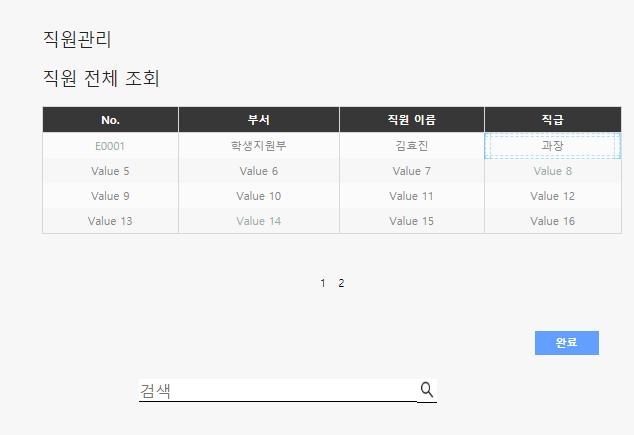 직원관리
직원 전체 조회
No. 부서 직원 이름 직급
E0001 학생지원부 김효진 과장
Value 5 Value 6 Value 7 Value 8
Value 9 Value 10 Value 11 Value 12
Value 13 Value 14 Value 15 Value 16
1 2
완료
검색